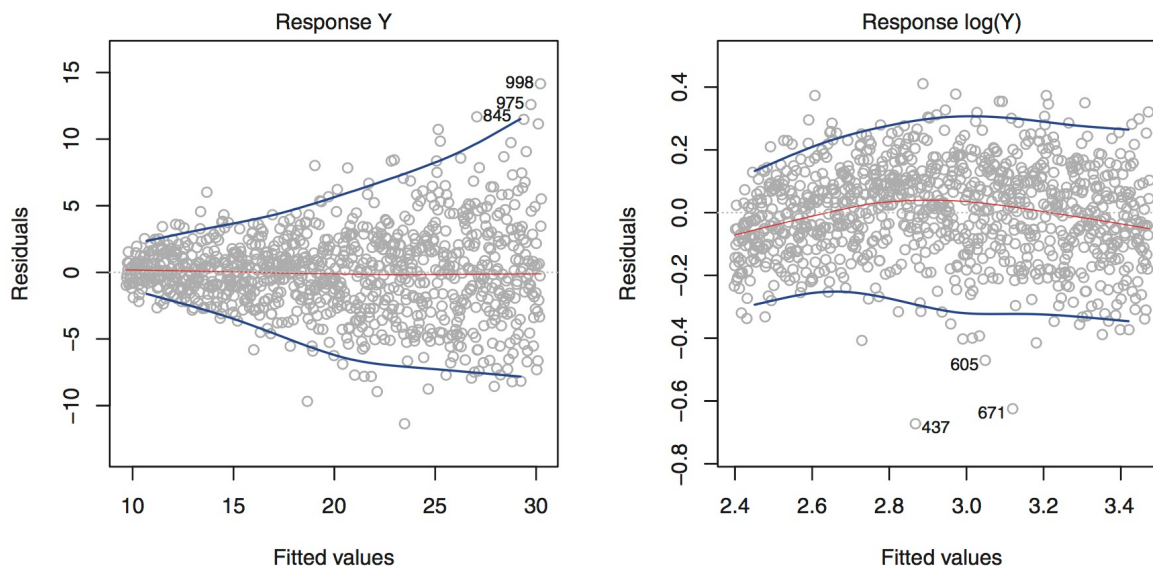 Response Y
Residuals
15
10
5
0
−5
−10
998
975
845
10 15 20 25 30
Fitted values
Response log(Y)
Residuals
0.4
0.2
0.0
−0.2
−0.4
−0.6
−0.8
605
671
437
2.4 2.6 2.8 3.0 3.2 3.4
Fitted values